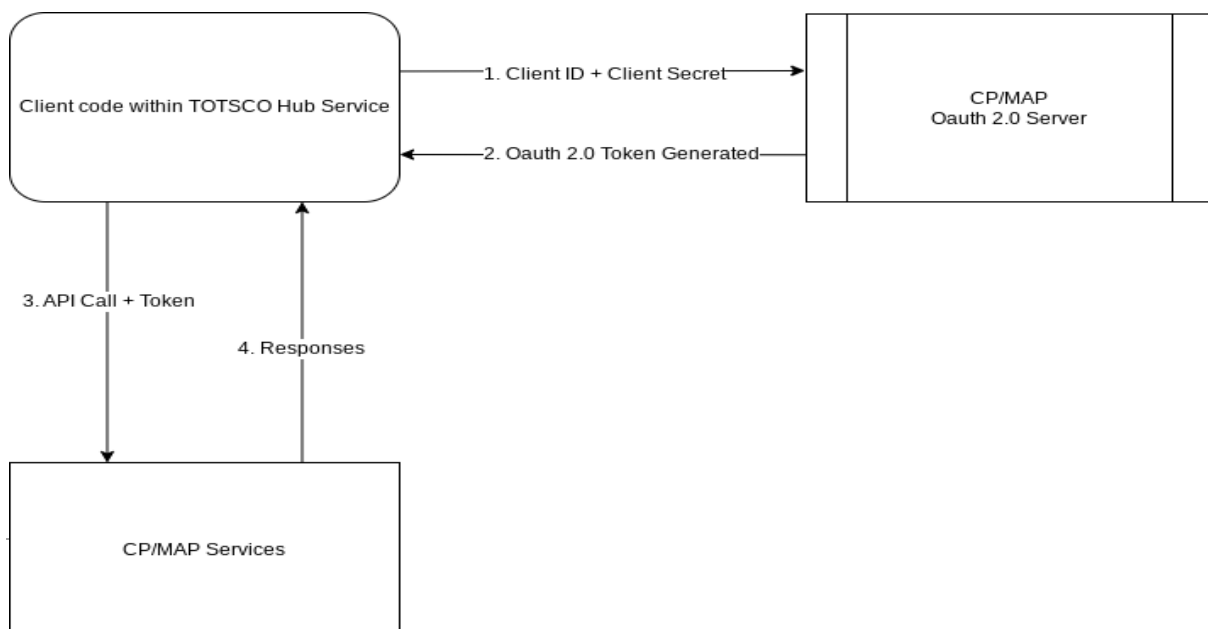 Client code within TOTSCO Hub Service
1. Client ID + Client Secret
CP/MAP
Oauth 2.0 Server
2. Oauth 2.0 Token Generated
3. API Call + Token
4. Responses
CP/MAP Services